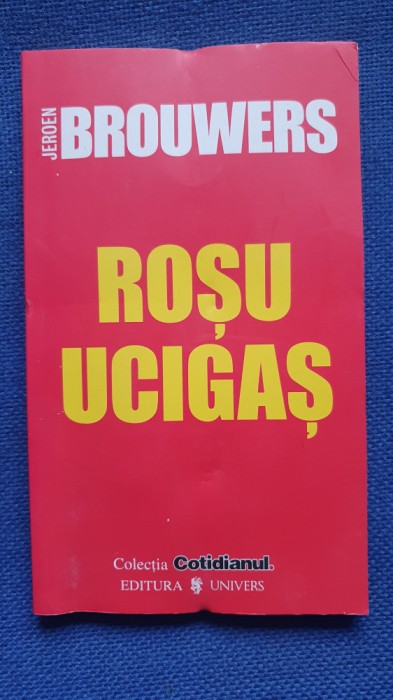 JEROEN
BROUWERS
ROȘU
UCIGAȘ
Colecția Cotidianul.
EDITURA UNIVERS